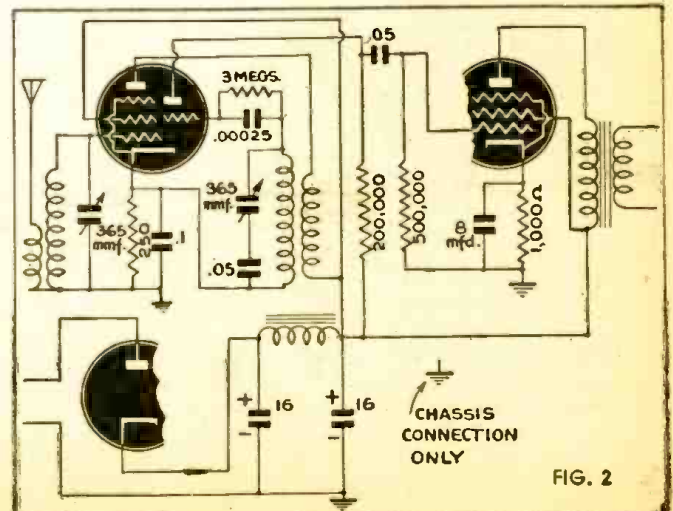 3 MEGS.
.00025
365
mmf.
250
.1
365
mmf.
.05
.05
200,000
500,000
8
mfd.
1,000Ω
+
-
16
+
-
16
CHASSIS
CONNECTION
ONLY
FIG. 2